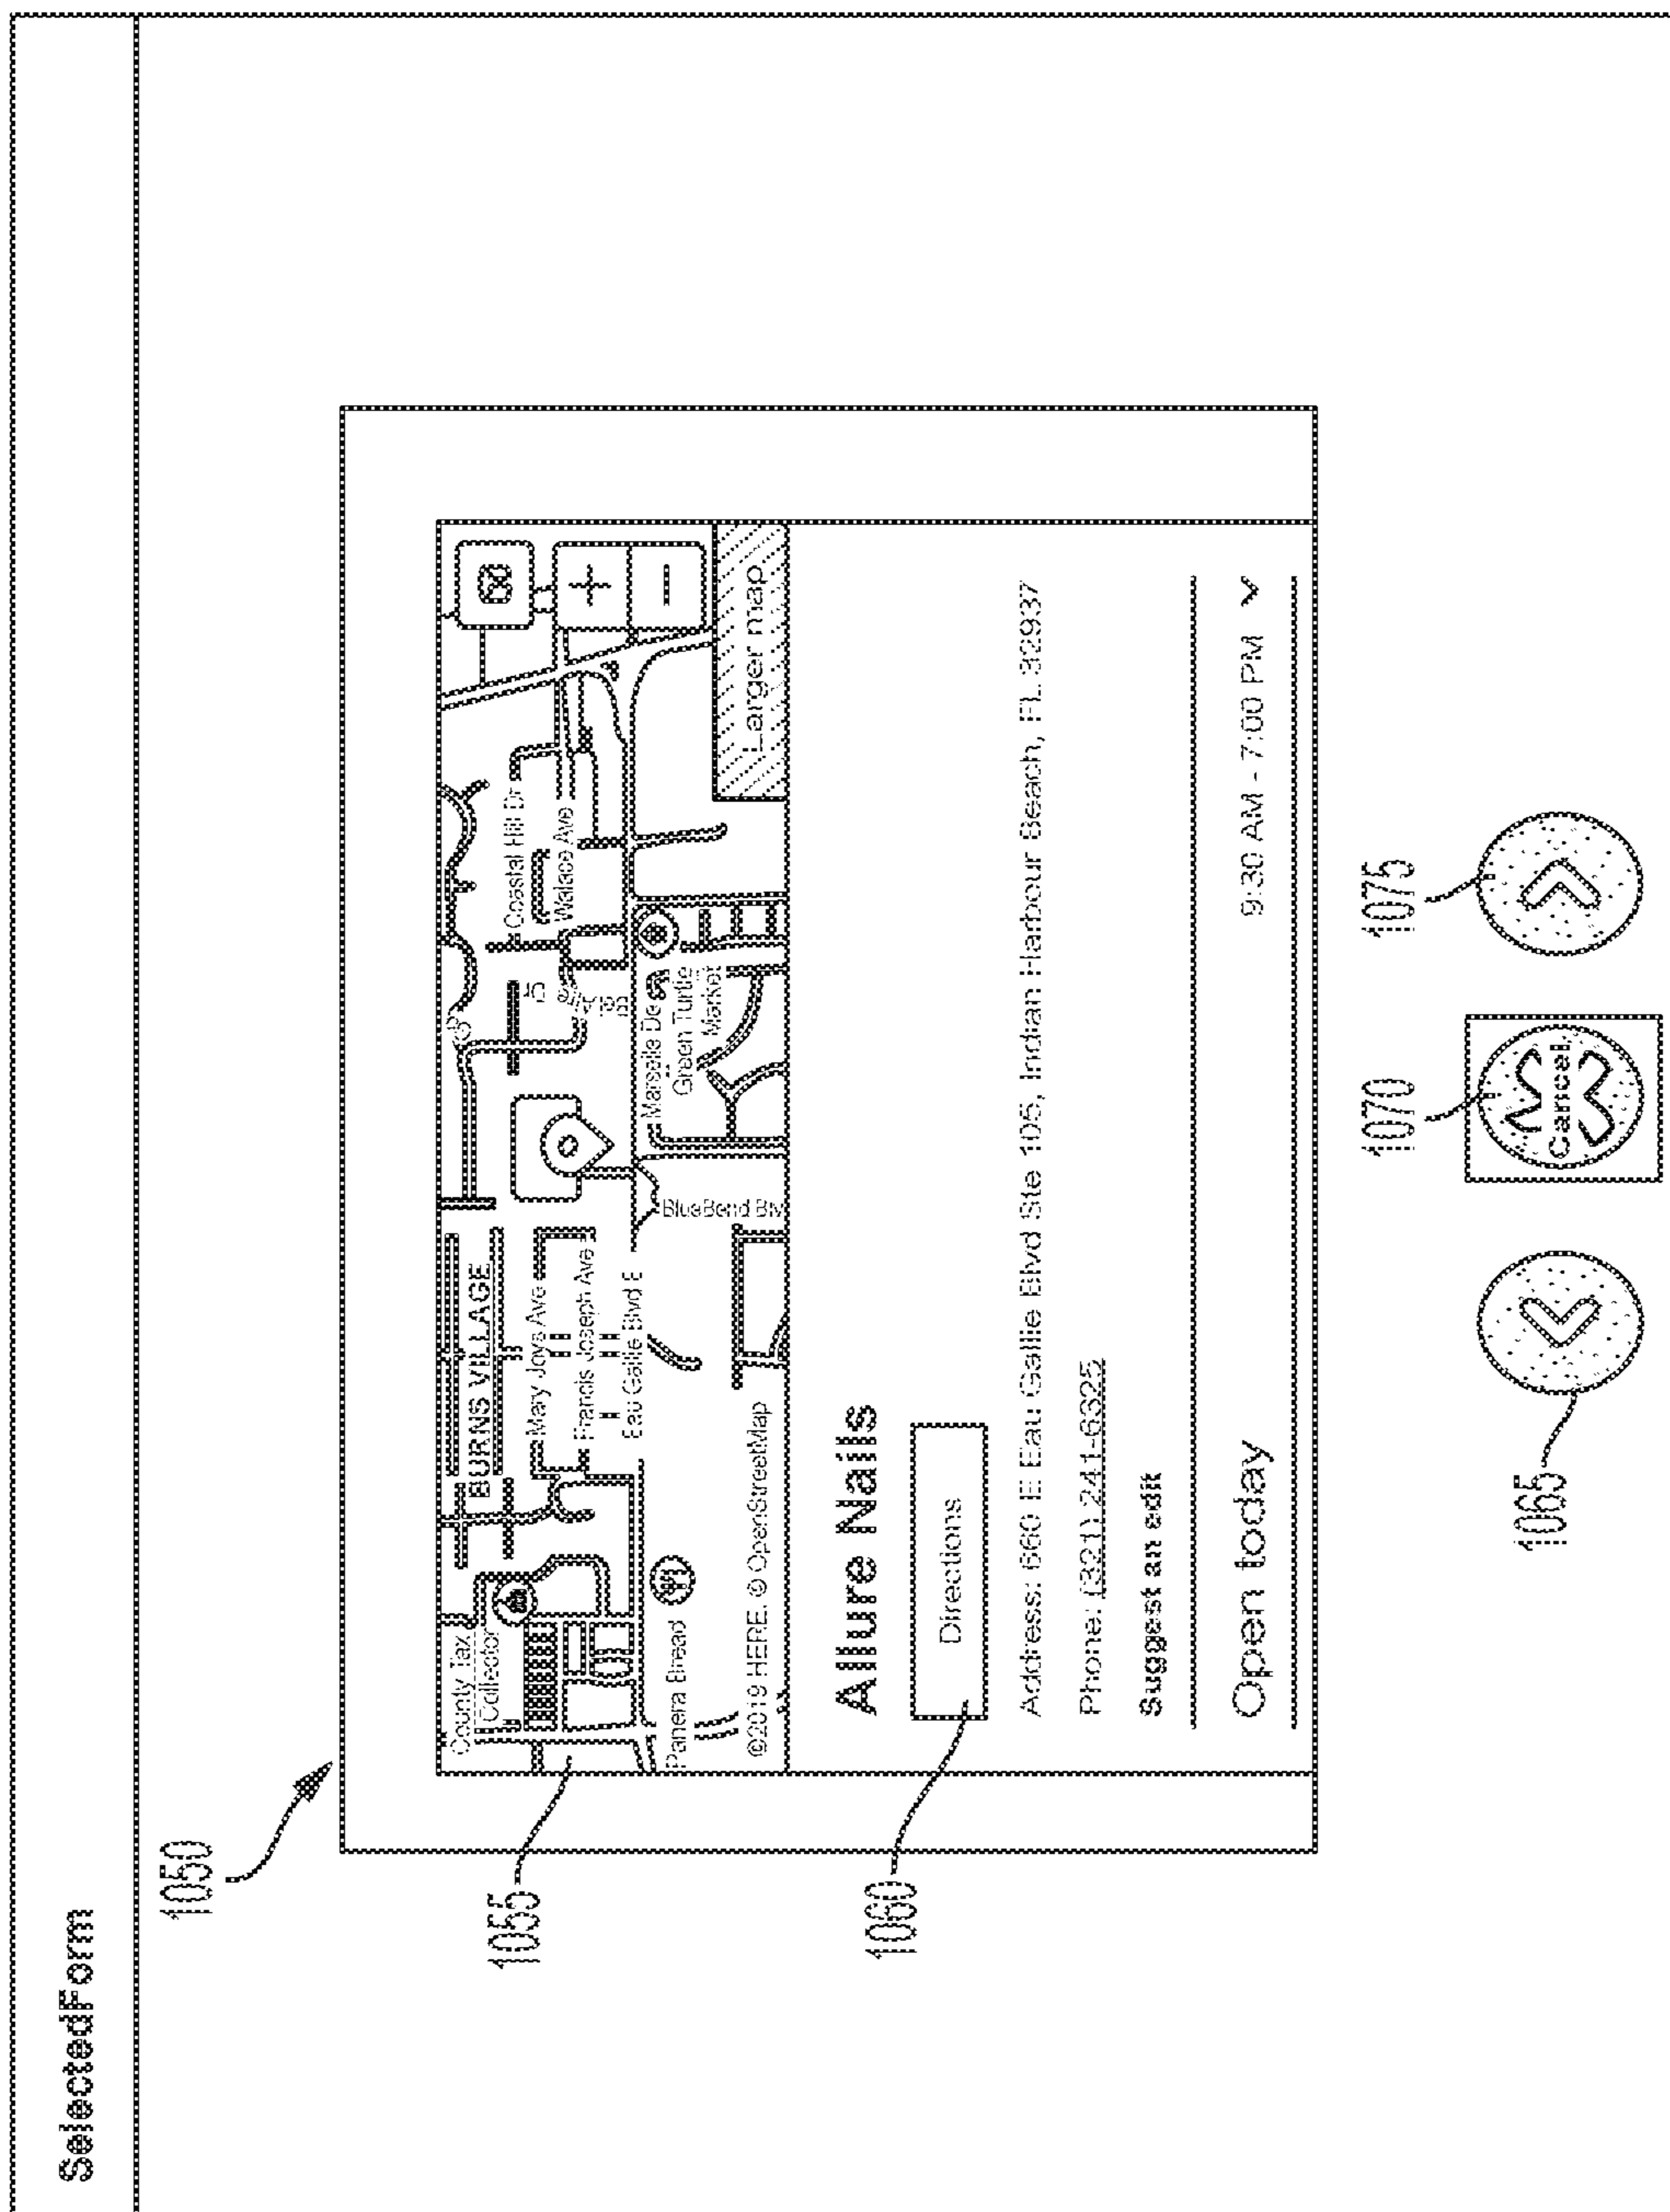 SelectedForm
1050
County Tax
Collector
BURNS VILLAGE
Coastal Hill Dr
Mary Joys Ave
Walace Ave
Francis Joseph Ave
Eau Gallie Blvd E
1055
Panera Bread
Marseile De
Green Turtle
Market
BlueBend Blv
©2019 HERE. © OpenStreetMap
Larger map
Allure Nails
1060
Directions
Address: 660 E Eau Gallie Blvd Ste 105, Indian Harbour Beach, FL 32937
Phone: (321) 241-6325
Suggest an edit
Open today
9:30 AM - 7:00 PM
1065
1070
1075
Cancel